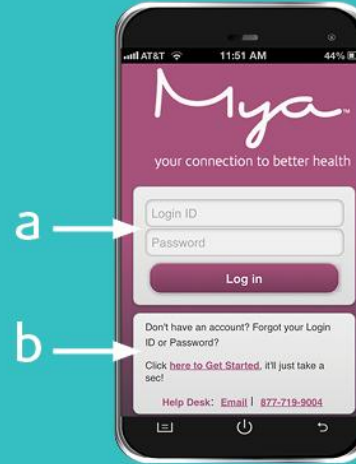 AT&T 11:51 AM 44%
Mya™
your connection to better health
a
Login ID
Password
Log in
b
Don't have an account? Forgot your Login
ID or Password?
Click here to Get Started, it'll just take a
sec!
Help Desk: Email | 877-719-9004